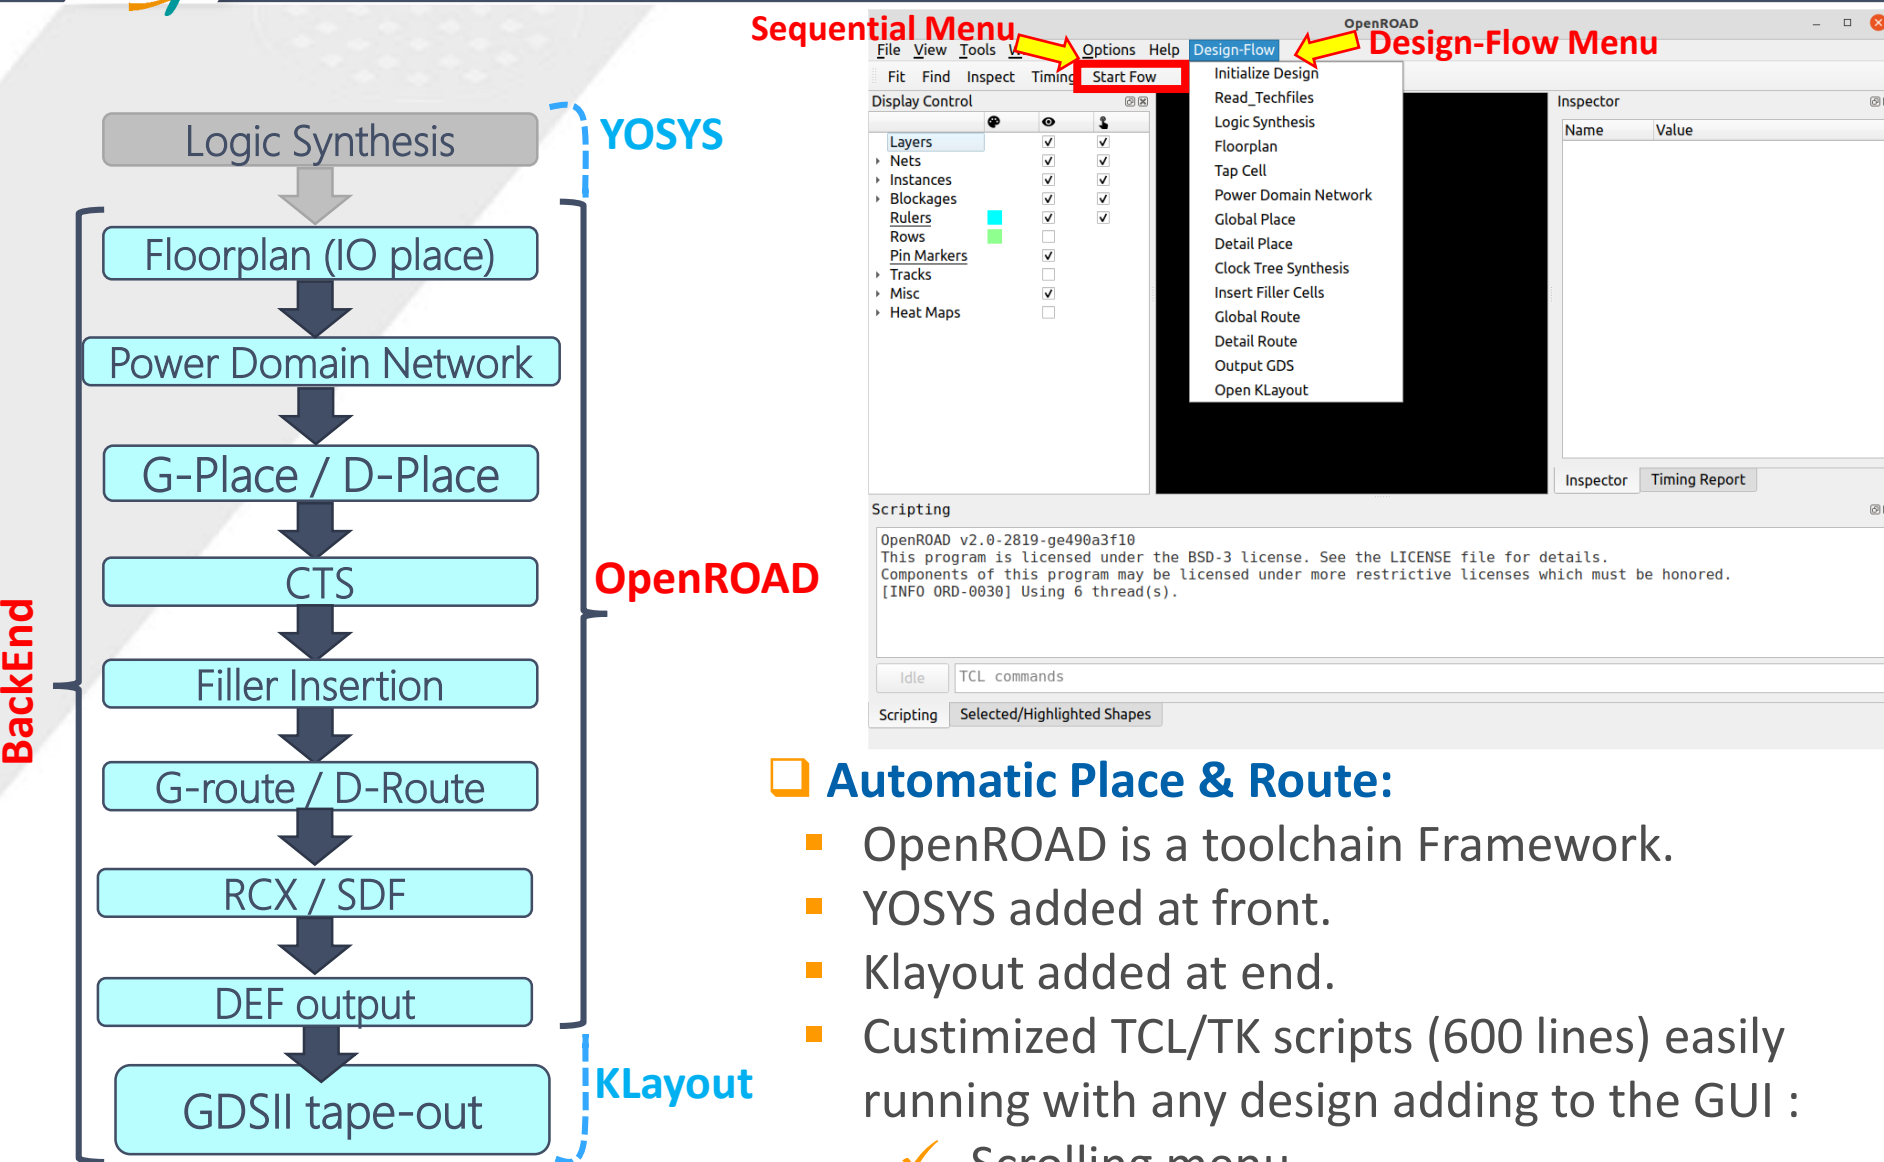 Logic Synthesis
YOSYS
Floorplan (IO place)
Power Domain Network
G-Place / D-Place
CTS
OpenROAD
BackEnd
Filler Insertion
G-route / D-Route
RCX / SDF
DEF output
GDSII tape-out
KLayout
Sequential Menu
Design-Flow Menu
OpenROAD
File View Tools W Options Help Design-Flow
Fit Find Inspect Timing Start Fow
Initialize Design
Read_Techfiles
Logic Synthesis
Floorplan
Tap Cell
Power Domain Network
Global Place
Detail Place
Clock Tree Synthesis
Insert Filler Cells
Global Route
Detail Route
Output GDS
Open KLayout
Display Control
Layers
Nets
Instances
Blockages
Rulers
Rows
Pin Markers
Tracks
Misc
Heat Maps
Inspector
Name Value
Inspector Timing Report
Scripting
OpenROAD v2.0-2819-ge490a3f10
This program is licensed under the BSD-3 license. See the LICENSE file for details.
Components of this program may be licensed under more restrictive licenses which must be honored.
[INFO ORD-0030] Using 6 thread(s).
Idle TCL commands
Scripting Selected/Highlighted Shapes
Automatic Place & Route:
OpenROAD is a toolchain Framework.
YOSYS added at front.
Klayout added at end.
Custimized TCL/TK scripts (600 lines) easily
running with any design adding to the GUI :
Scrolling menu